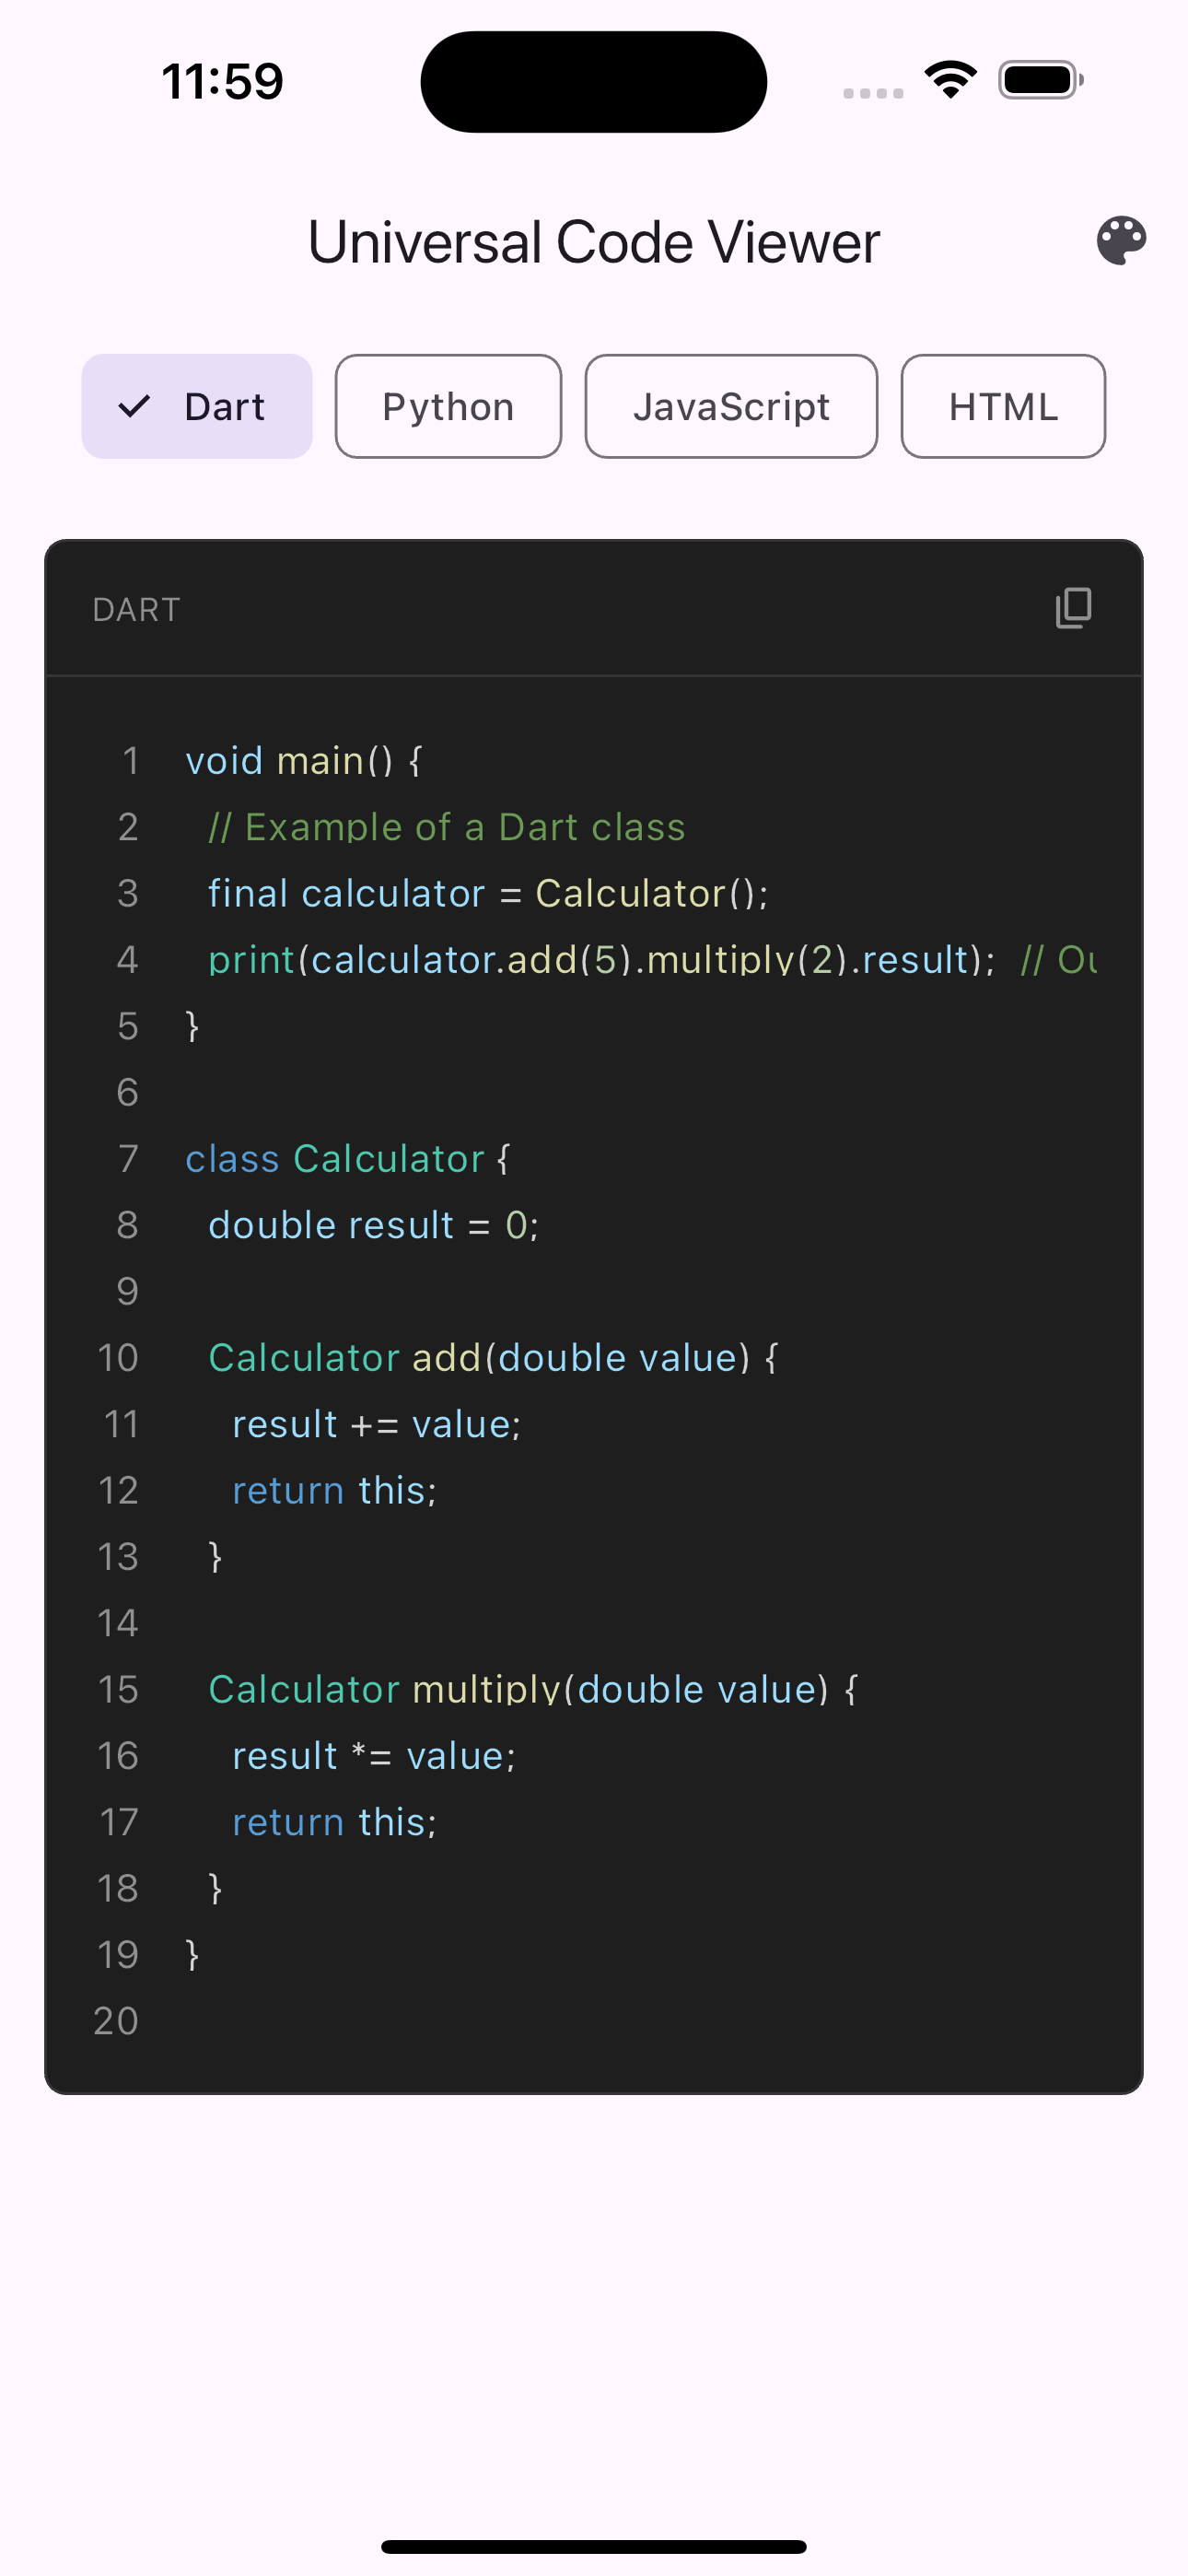 11:59
Universal Code Viewer
Dart Python JavaScript HTML
DART
1 void main() {
2   // Example of a Dart class
3   final calculator = Calculator();
4   print(calculator.add(5).multiply(2).result);  //
5 }
6
7 class Calculator {
8   double result = 0;
9
10   Calculator add(double value) {
11     result += value;
12     return this;
13   }
14
15   Calculator multiply(double value) {
16     result *= value;
17     return this;
18   }
19 }
20